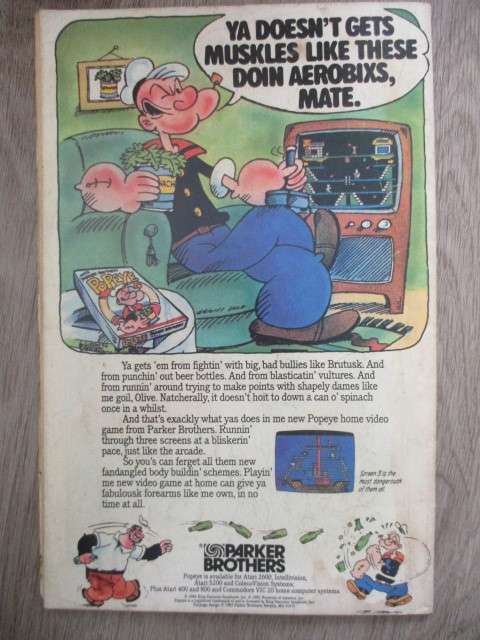 YA DOESN'T GETS
MUSKLES LIKE THESE
DOIN AEROBIXS,
MATE.
POPEYE
Ya gets 'em from fightin' with big, bad bullies like Brutusk. And
from punchin' out beer bottles. And from blasticatin' vultures. And
from runnin' around trying to make points with shapely dames like
me goil, Olive. Natcherally, it doesn't hoit to down a can o' spinach
once in a whilst.
And that's exackly what yas does in me new Popeye home video
game from Parker Brothers. Runnin'
through three screens at a bliskerin'
pace, just like the arcade.
So you's can ferget all them new
fandangled body buildin' schemes. Playin'
me new video game at home can give ya
fabulousk forearms like me own, in no
time at all.
Screen 3 is the
most dangerousk
of them all.
PARKER
BROTHERS
Popeye is available for Atari 2600, Intellivision,
Atari 5200 and ColecoVision Systems,
Plus Atari 400 and 800 and Commodore VIC 20 home computer systems.